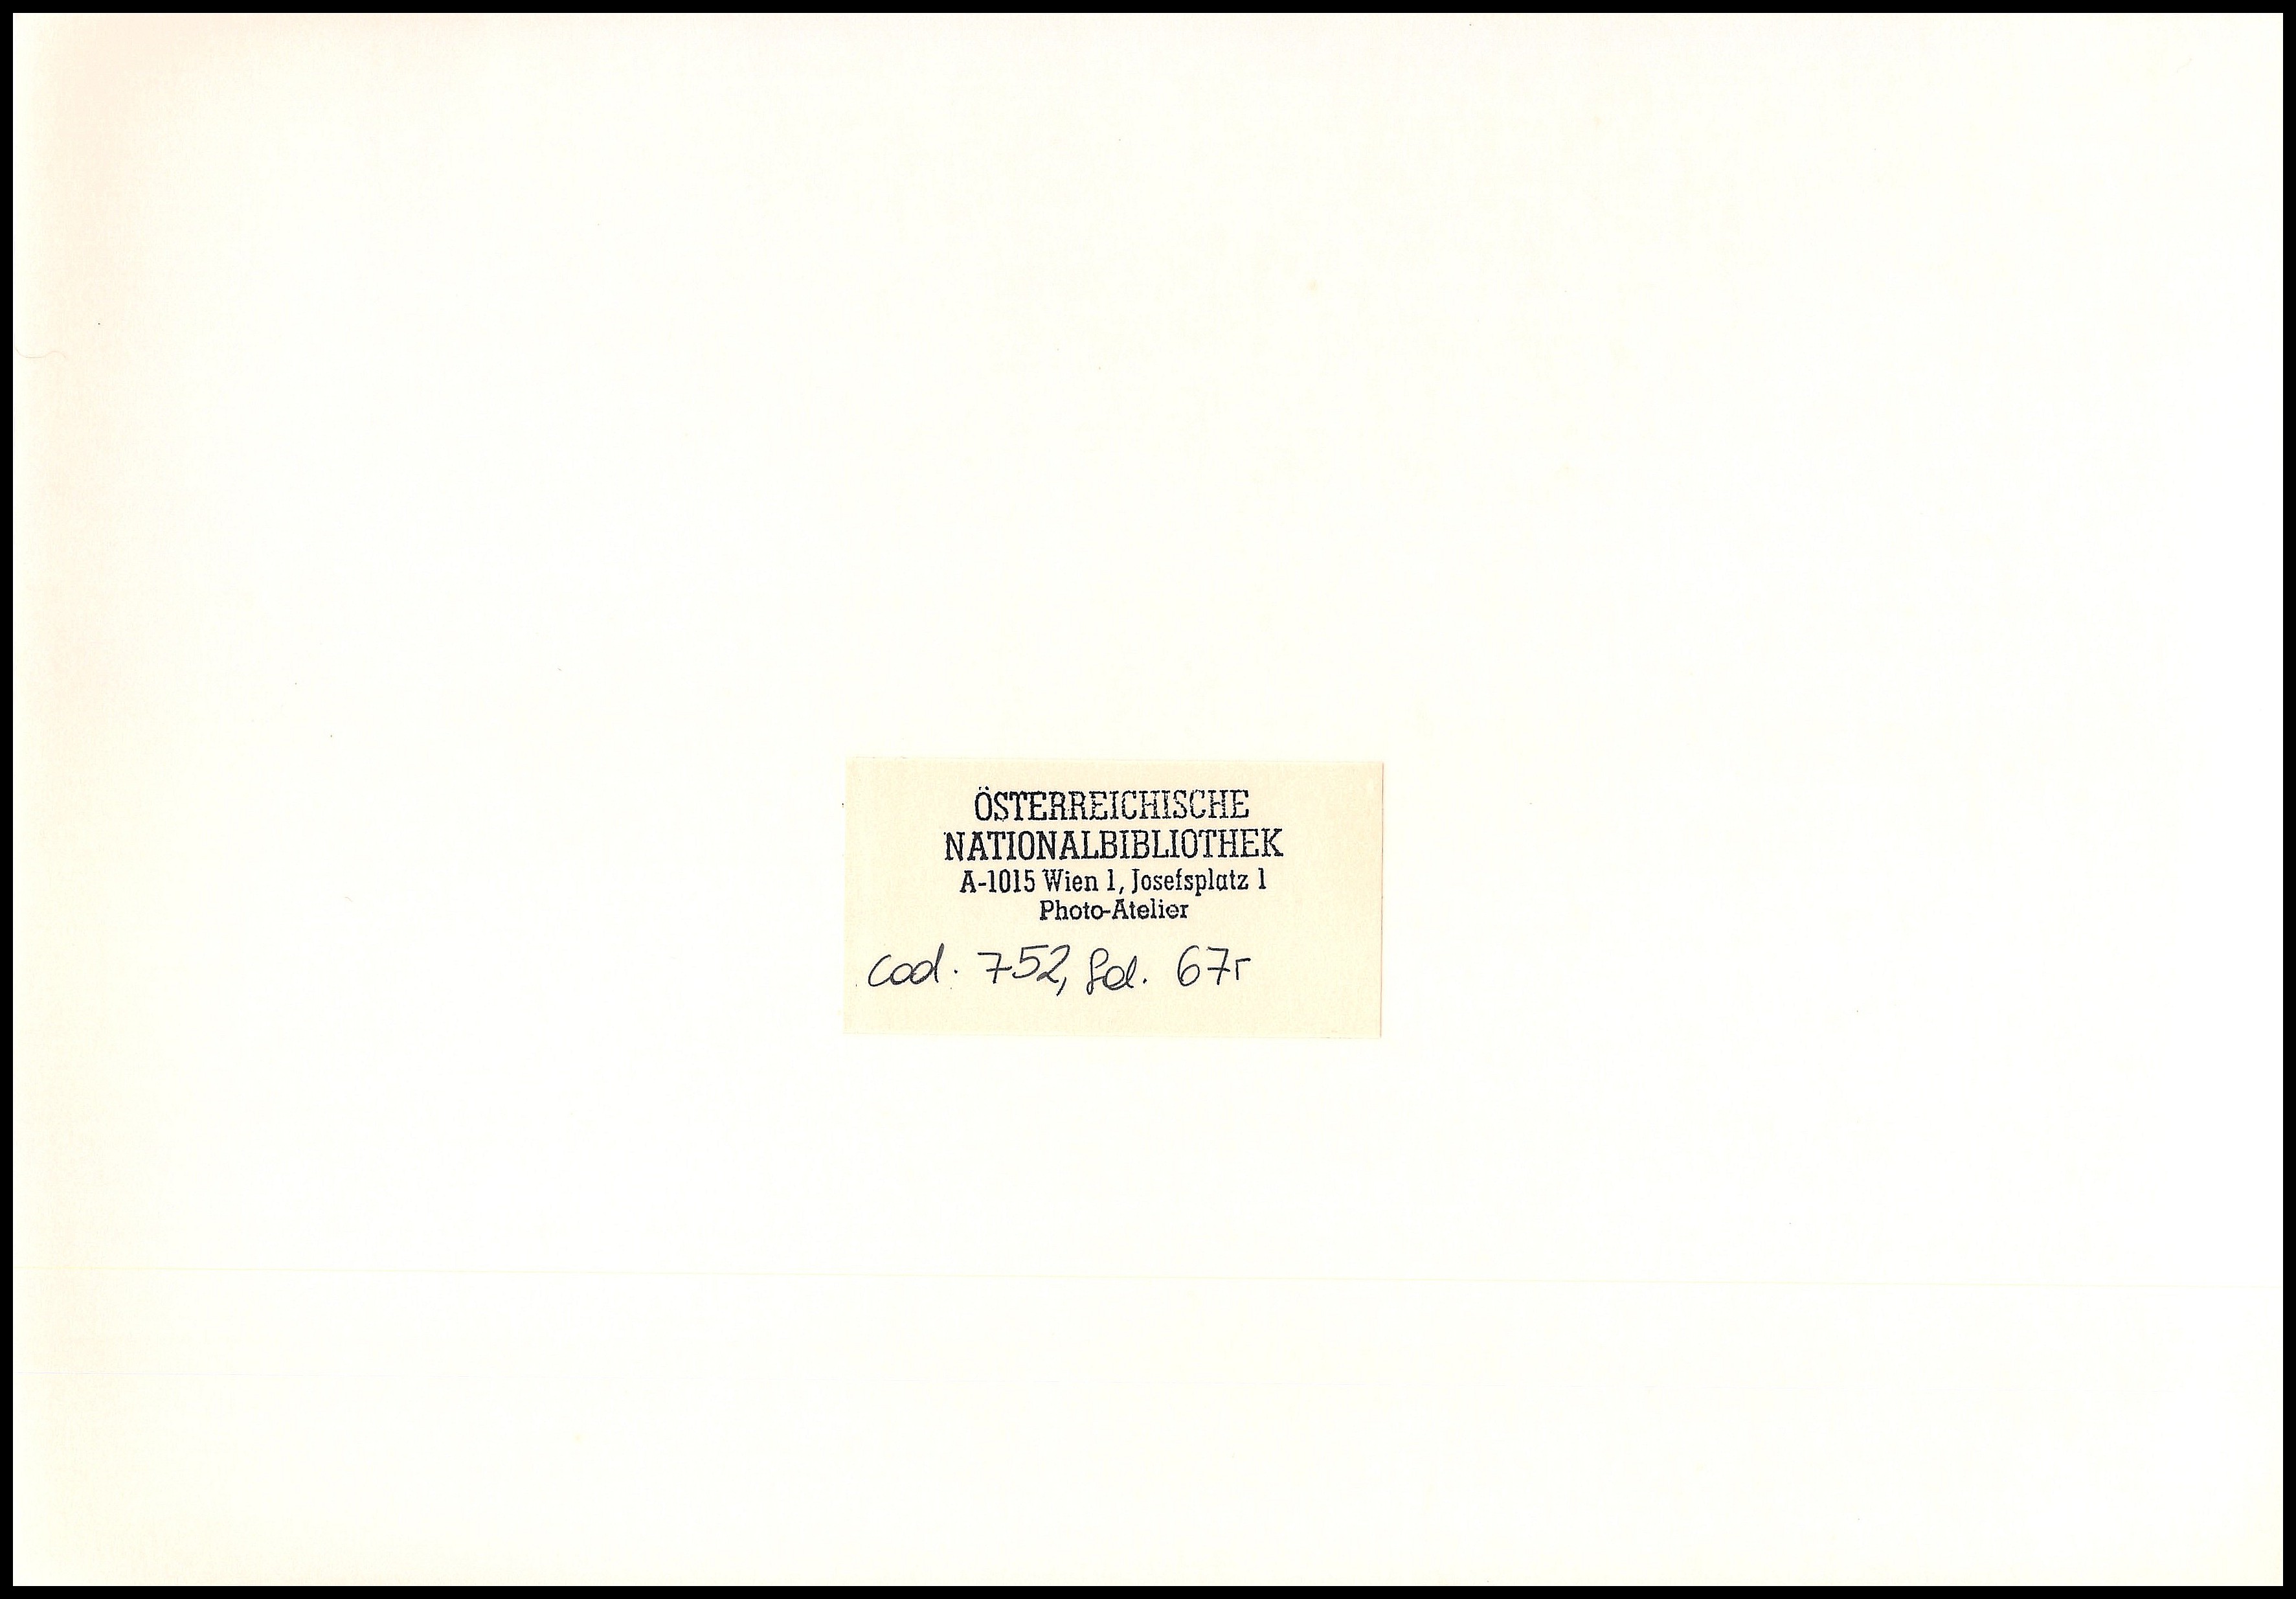 ÖSTERREICHISCHE
NATIONALBIBLIOTHEK
A-1015 Wien 1, Josefsplatz 1
Photo-Atelier
cod. 752, fol. 67r